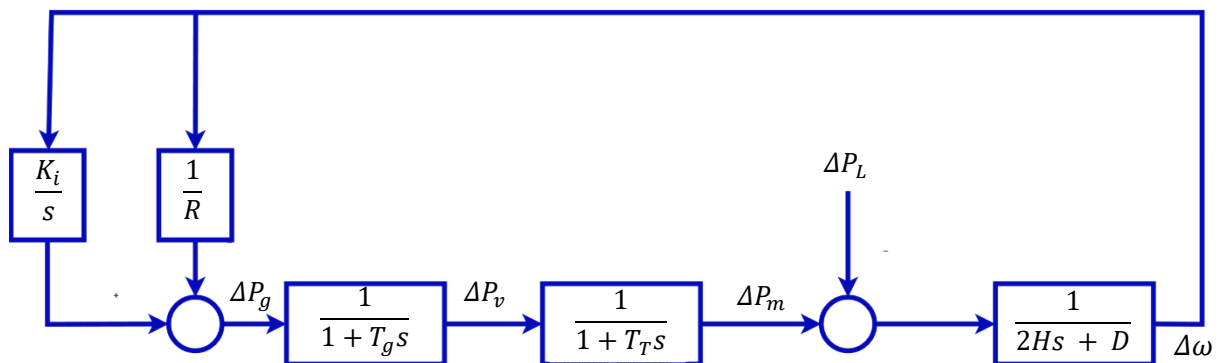 K_i
s
1
R
ΔP_L
-
+
ΔP_g
1
1 + T_g s
ΔP_v
1
1 + T_T s
ΔP_m
1
2Hs + D
Δω